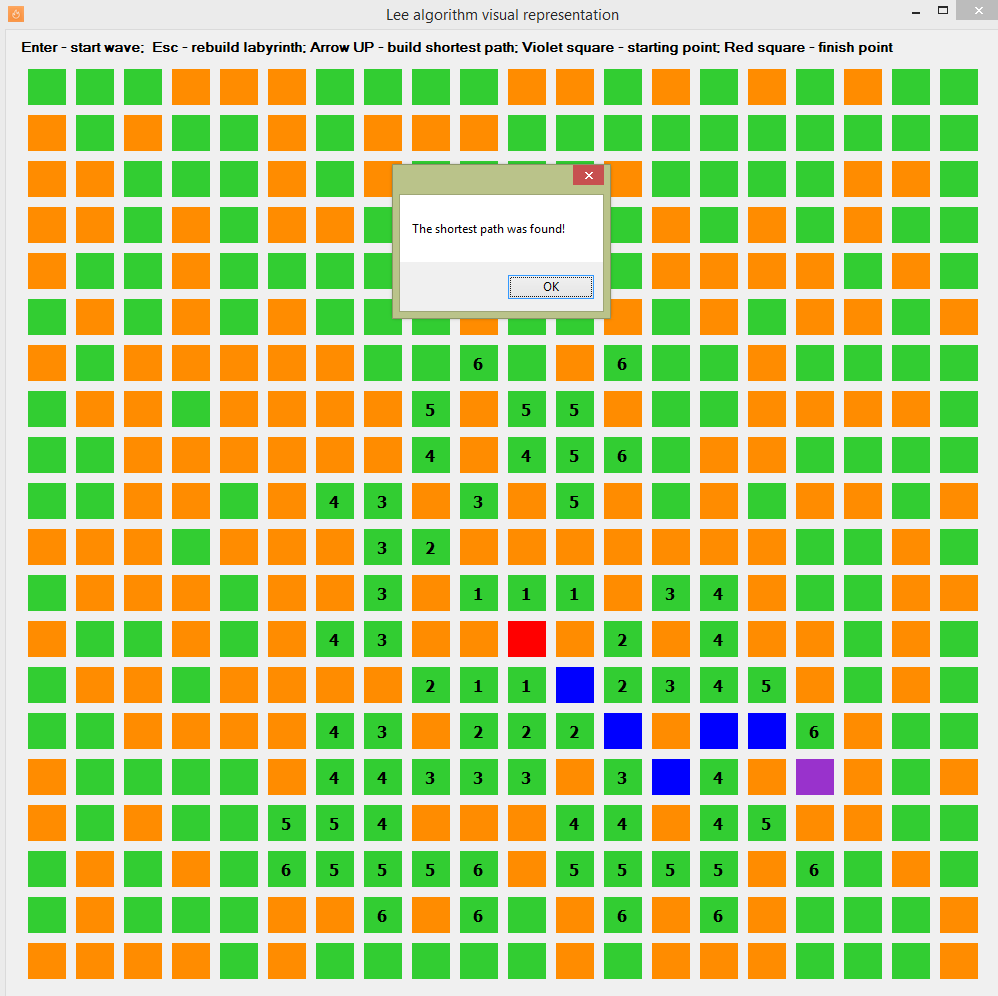 Lee algorithm visual representation
Enter - start wave;  Esc - rebuild labyrinth; Arrow UP - build shortest path; Violet square - starting point; Red square - finish point
The shortest path was found!
OK
6 6
5 5 5
4 4 5 6
4 3 3 5
3 2
3 1 1 1 3 4
4 3 2 4
2 1 1 2 3 4 5
4 3 2 2 2 6
4 4 3 3 3 3 4
5 5 4 4 4 4 5
6 5 5 5 6 5 5 5 5 6
6 6 6 6